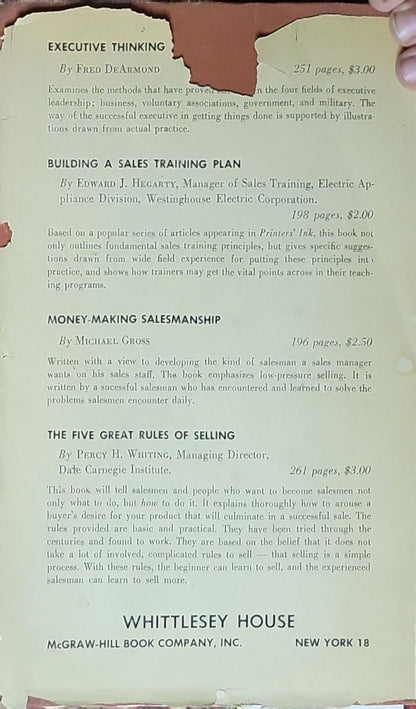 EXECUTIVE THINKING
By FRED DEARMOND 251 pages, $3.00
Examines the methods that have proved in the four fields of executive
leadership; business, voluntary associations, government, and military. The
way of the successful executive in getting things done is supported by illustra-
tions drawn from actual practice.
BUILDING A SALES TRAINING PLAN
By EDWARD J. HEGARTY, Manager of Sales Training, Electric Ap-
pliance Division, Westinghouse Electric Corporation.
198 pages, $2.00
Based on a popular series of articles appearing in Printers' Ink, this book not
only outlines fundamental sales training principles, but gives specific sugges-
tions drawn from wide field experience for putting these principles into
practice, and shows how trainers may get the vital points across in their teach-
ing programs.
MONEY-MAKING SALESMANSHIP
By MICHAEL GROSS 196 pages, $2.50
Written with a view to developing the kind of salesman a sales manager
wants on his sales staff. The book emphasizes low-pressure selling. It is
written by a sucessful salesman who has encountered and learned to solve the
problems salesmen encounter daily.
THE FIVE GREAT RULES OF SELLING
By PERCY H. WHITING, Managing Director,
Dale Carnegie Institute. 261 pages, $3.00
This book will tell salesmen and people who want to become salesmen not
only what to do, but how to do it. It explains thoroughly how to arouse a
buyer's desire for your product that will culminate in a successful sale. The
rules provided are basic and practical. They have been tried through the
centuries and found to work. They are based on the belief that it does not
take a lot of involved, complicated rules to sell — that selling is a simple
process. With these rules, the beginner can learn to sell, and the experienced
salesman can learn to sell more.
WHITTLESEY HOUSE
McGRAW-HILL BOOK COMPANY, INC. NEW YORK 18